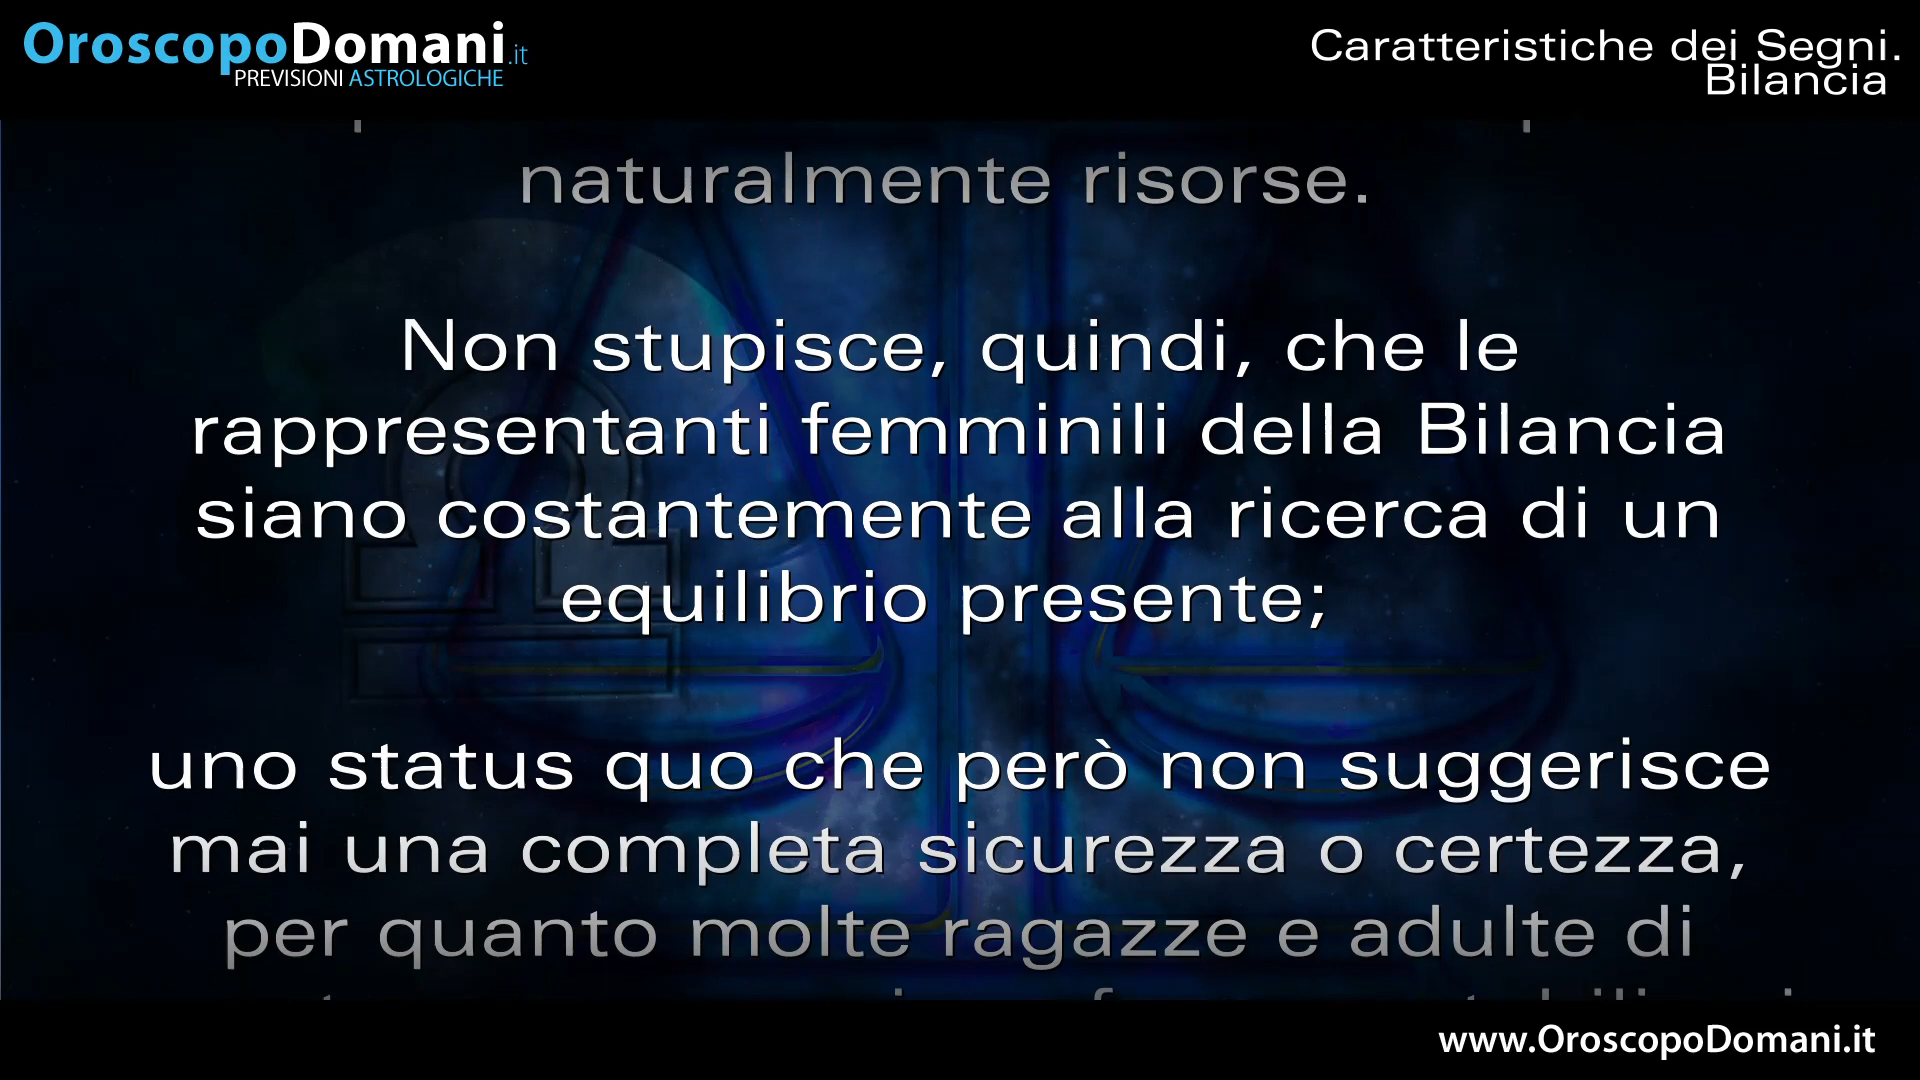 OroscopoDomani.it
PREVISIONI ASTROLOGICHE
Caratteristiche dei Segni.
Bilancia
naturalmente risorse.
Non stupisce, quindi, che le
rappresentanti femminili della Bilancia
siano costantemente alla ricerca di un
equilibrio presente;
uno status quo che però non suggerisce
mai una completa sicurezza o certezza,
per quanto molte ragazze e adulte di
www.OroscopoDomani.it